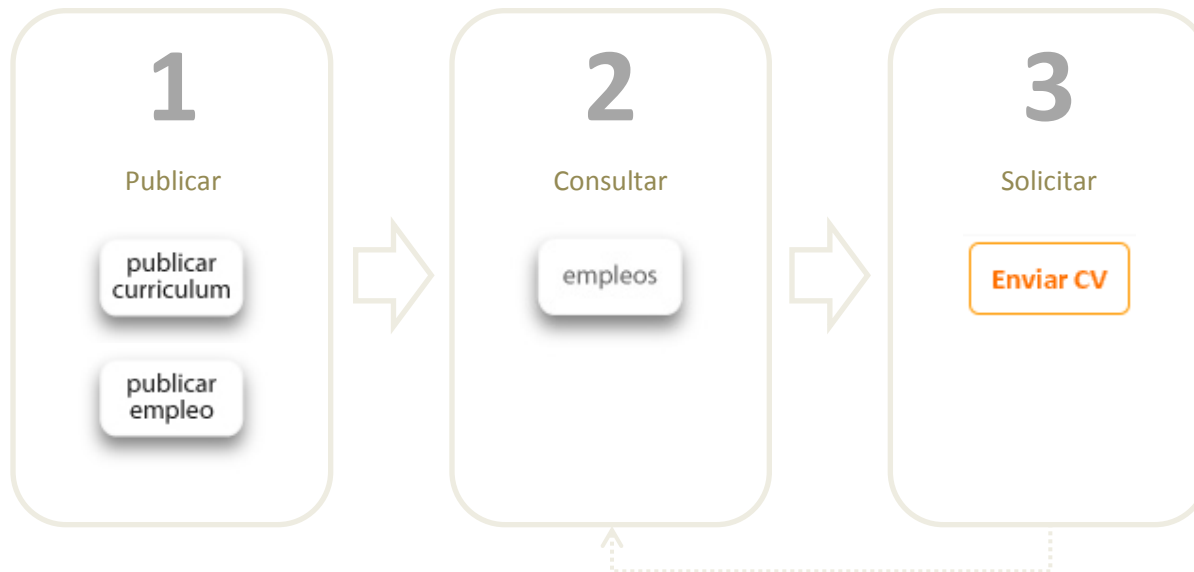 1
Publicar
publicar
curriculum
publicar
empleo
2
Consultar
empleos
3
Solicitar
Enviar CV